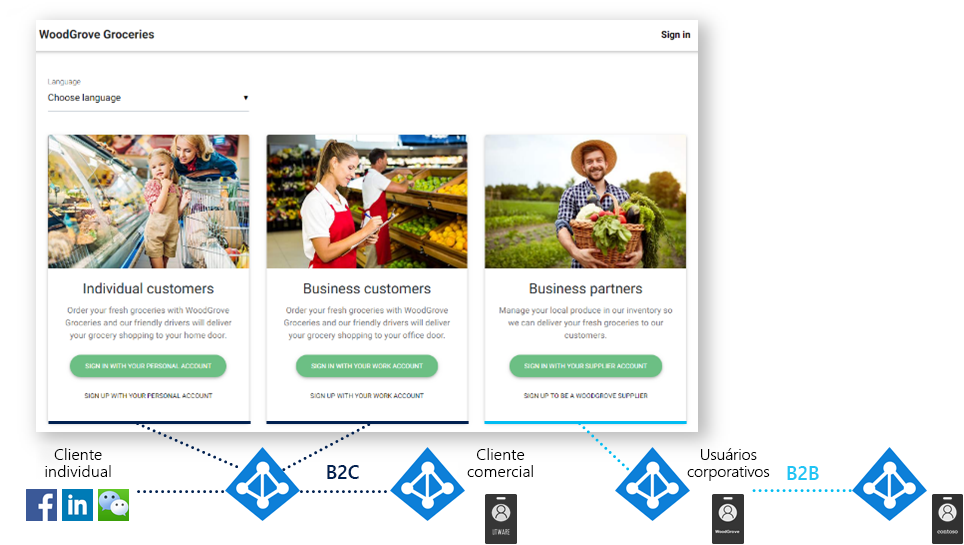 WoodGrove Groceries
Sign in
Language
Choose language
Individual customers
Order your fresh groceries with WoodGrove
Groceries and our friendly drivers will deliver
your grocery shopping to your home door.
SIGN IN WITH YOUR PERSONAL ACCOUNT
SIGN UP WITH YOUR PERSONAL ACCOUNT
Business customers
Order your fresh groceries with WoodGrove
Groceries and our friendly drivers will deliver
your grocery shopping to your office door.
SIGN IN WITH YOUR WORK ACCOUNT
SIGN UP WITH YOUR WORK ACCOUNT
Business partners
Manage your local produce in our inventory so
we can deliver your fresh groceries to our
customers.
SIGN IN WITH YOUR SUPPLIER ACCOUNT
SIGN UP TO BE A WOODGROVE SUPPLIER
Cliente
individual
f
in
B2C
Cliente
comercial
Usuários
corporativos
WoodGrove
B2B
contoso